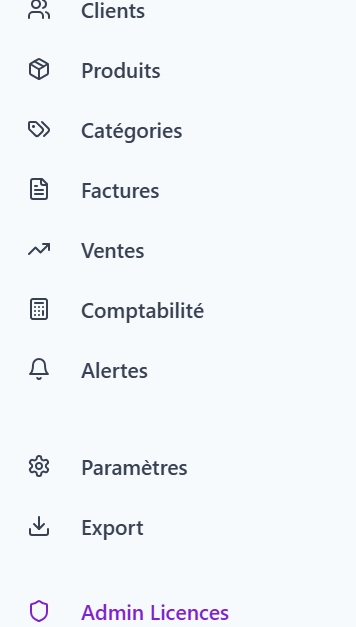 Clients
Produits
Catégories
Factures
Ventes
Comptabilité
Alertes
Paramètres
Export
Admin Licences